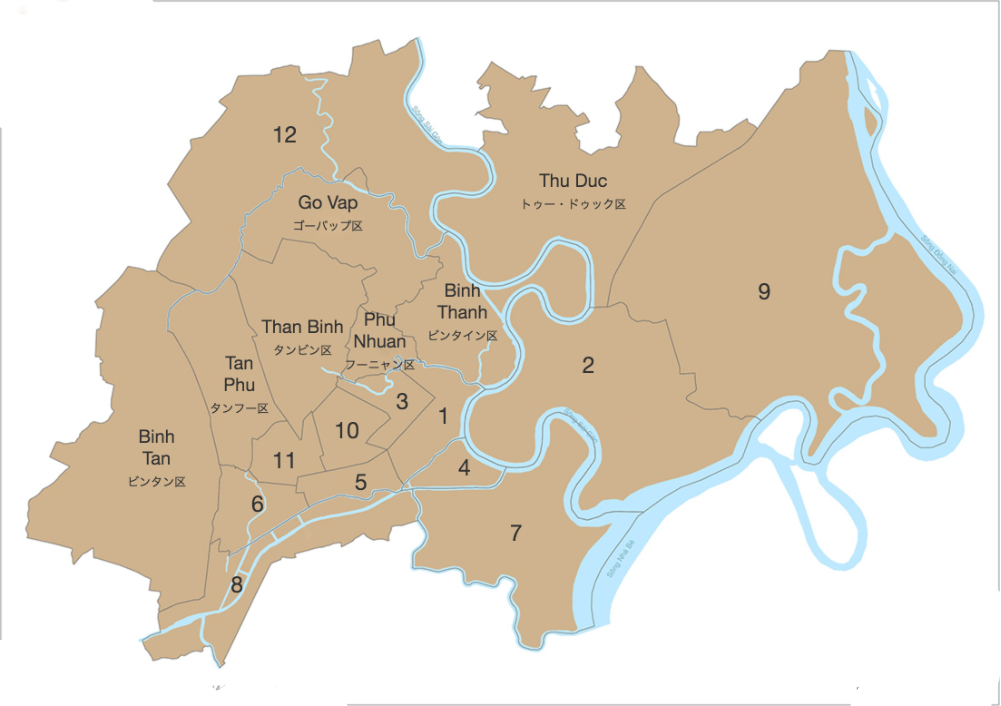 12
Sông Sài Gòn
Thu Duc
トゥー・ドゥック区
Go Vap
ゴーバップ区
Sông Đồng Nai
9
Binh
Thanh
ビンタイン区
Phu
Nhuan
フーニャン区
Than Binh
タンビン区
2
Tan
Phu
タンフー区
3
1
10
Binh
Tan
ビンタン区
11
4
5
6
7
Sông Nhà Bè
8